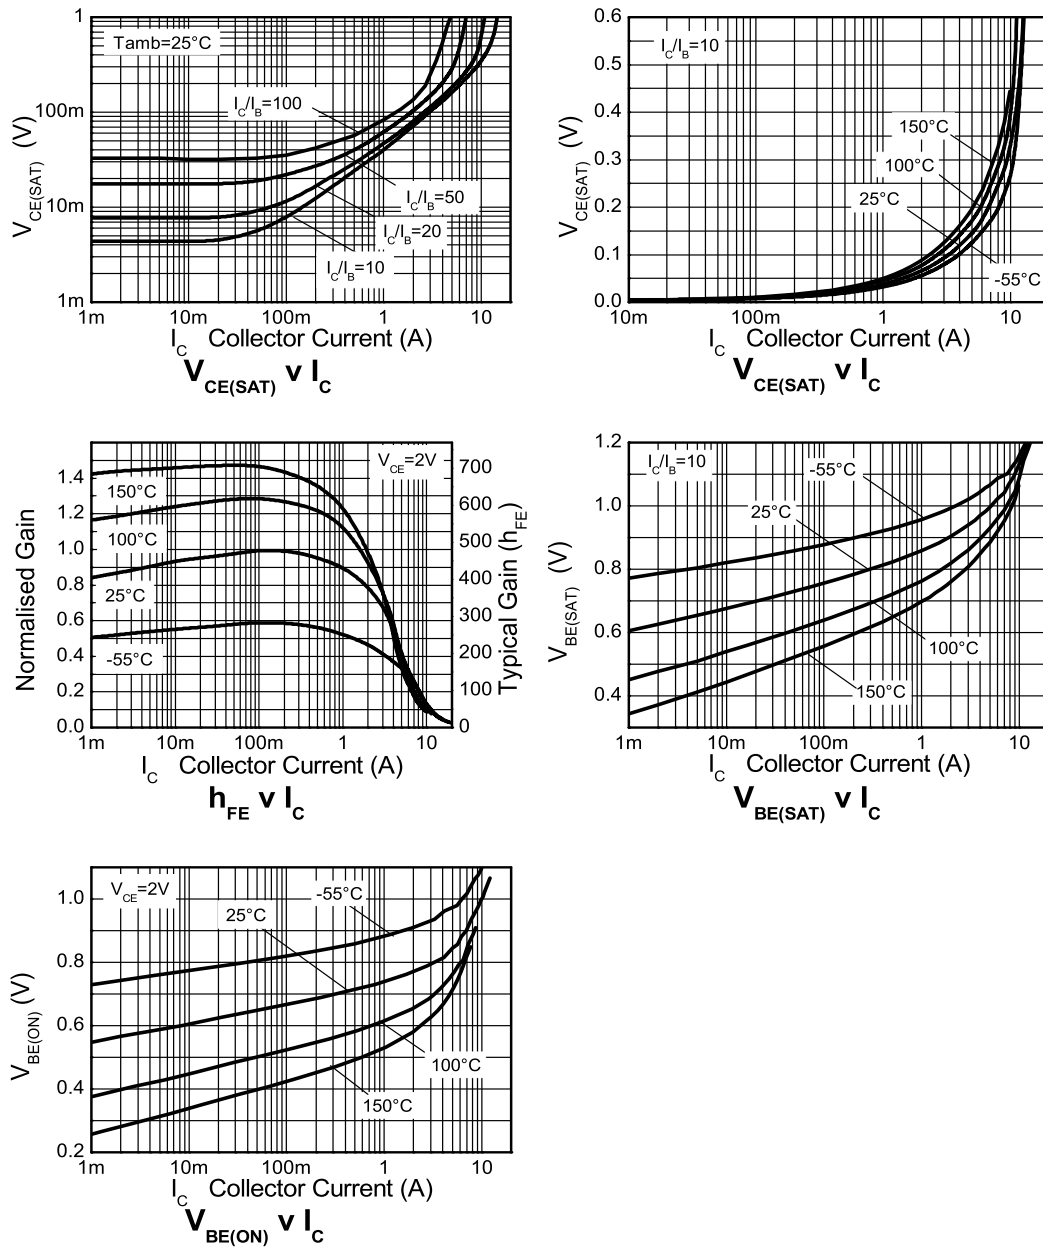 1
100m
10m
1m
V_CE(SAT) (V)
Tamb=25°C
I_C/I_B=100
I_C/I_B=50
I_C/I_B=20
I_C/I_B=10
1m 10m 100m 1 10
I_C Collector Current (A)
V_CE(SAT) v I_C
0.6
0.5
0.4
0.3
0.2
0.1
0.0
V_CE(SAT) (V)
I_C/I_B=10
150°C
100°C
25°C
-55°C
10m 100m 1 10
I_C Collector Current (A)
V_CE(SAT) v I_C
1.4
1.2
1.0
0.8
0.6
0.4
0.2
0.0
Normalised Gain
V_CE=2V
150°C
100°C
25°C
-55°C
700
600
500
400
300
200
100
0
Typical Gain (h_FE)
1m 10m 100m 1 10
I_C Collector Current (A)
h_FE v I_C
1.2
1.0
0.8
0.6
0.4
V_BE(SAT) (V)
I_C/I_B=10
-55°C
25°C
100°C
150°C
1m 10m 100m 1 10
I_C Collector Current (A)
V_BE(SAT) v I_C
1.0
0.8
0.6
0.4
0.2
V_BE(ON) (V)
V_CE=2V
-55°C
25°C
100°C
150°C
1m 10m 100m 1 10
I_C Collector Current (A)
V_BE(ON) v I_C